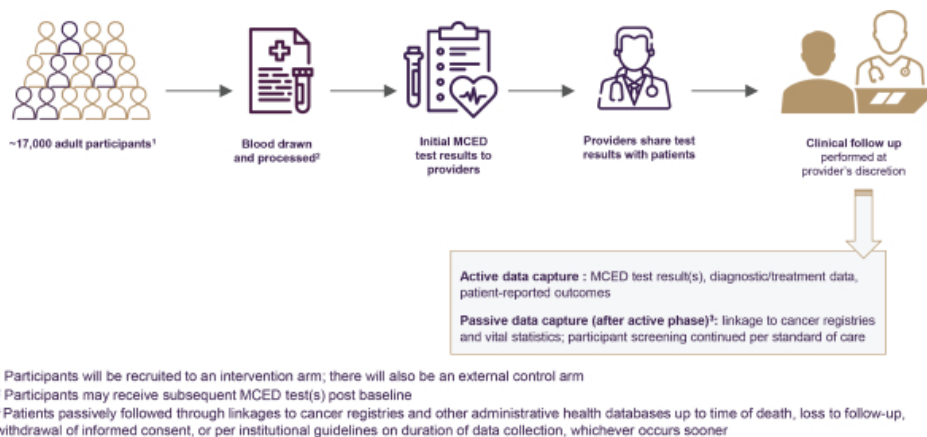 ~17,000 adult participants¹
Blood drawn
and processed²
Initial MCED
test results to
providers
Providers share test
results with patients
Clinical follow up
performed at
provider's discretion
Active data capture : MCED test result(s), diagnostic/treatment data,
patient-reported outcomes
Passive data capture (after active phase)³: linkage to cancer registries
and vital statistics; participant screening continued per standard of care
Participants will be recruited to an intervention arm; there will also be an external control arm
Participants may receive subsequent MCED test(s) post baseline
Patients passively followed through linkages to cancer registries and other administrative health databases up to time of death, loss to follow-up,
withdrawal of informed consent, or per institutional guidelines on duration of data collection, whichever occurs sooner